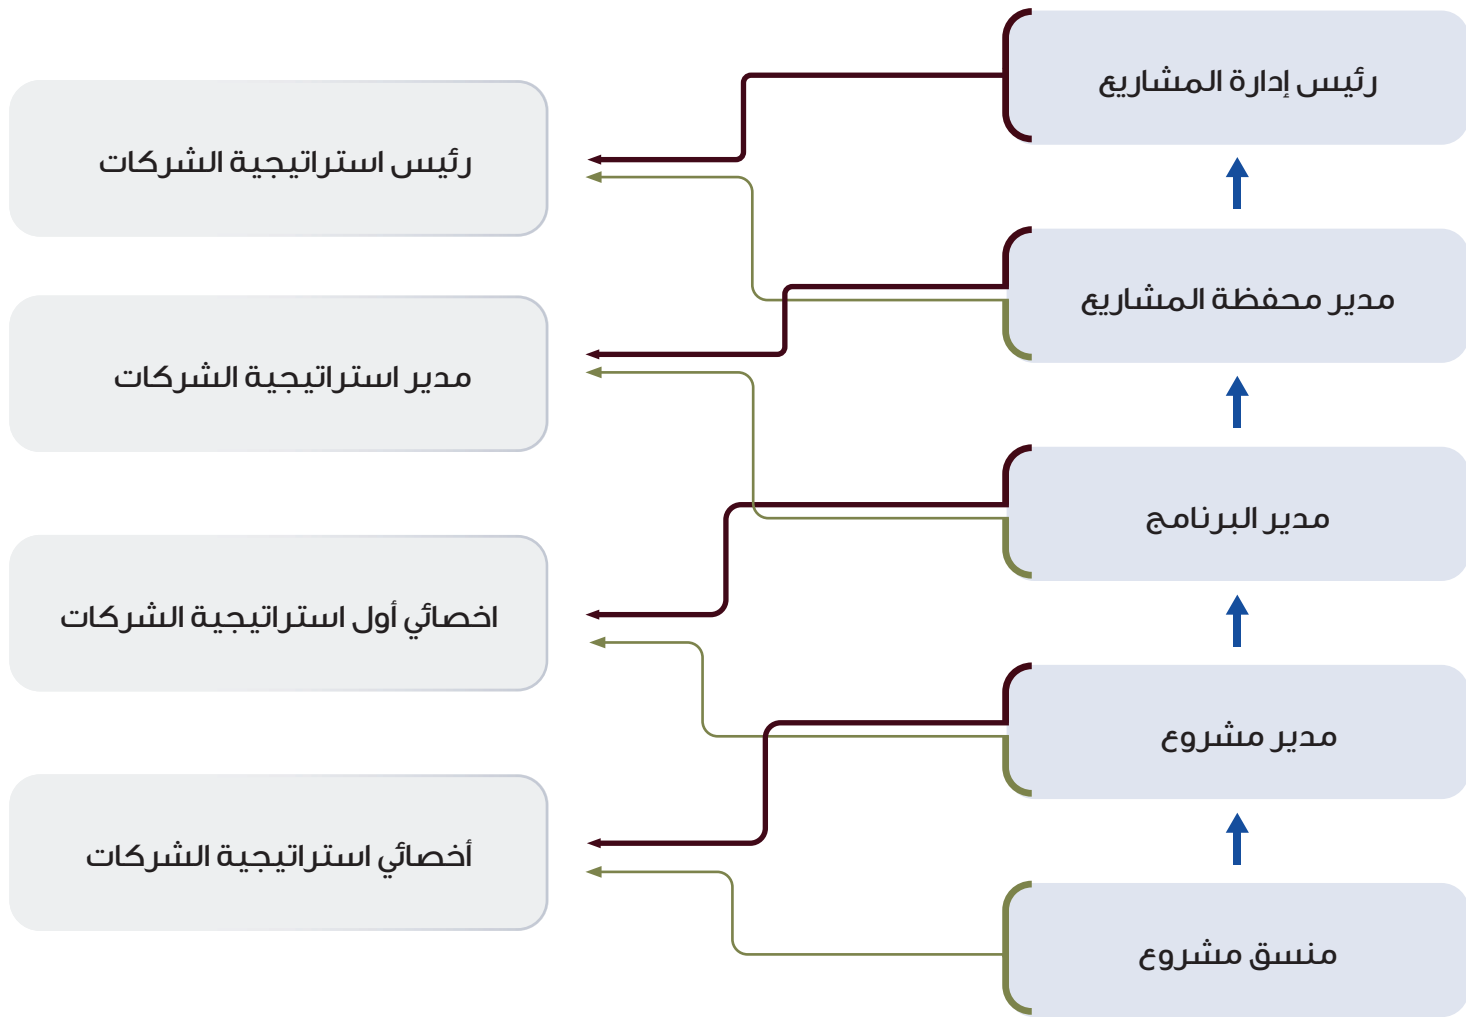 رئيس إدارة المشاريع
رئيس استراتيجية الشركات
مدير محفظة المشاريع
مدير استراتيجية الشركات
مدير البرنامج
اخصائي أول استراتيجية الشركات
مدير مشروع
أخصائي استراتيجية الشركات
منسق مشروع